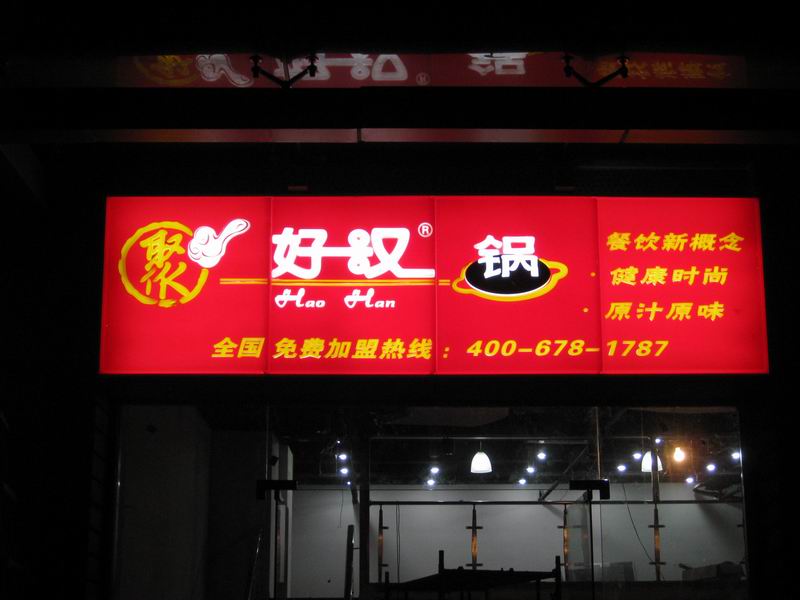 聚 好汉® 锅
Hao Han
餐饮新概念
健康时尚
原汁原味
全国免费加盟热线：400-678-1787